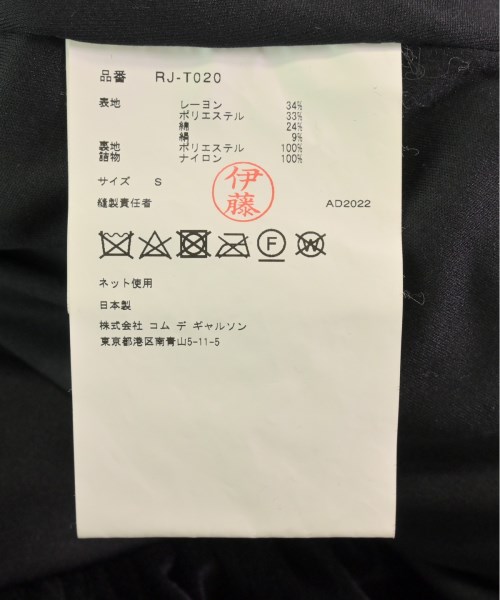 品番 RJ-T020
表地 レーヨン 34%
ポリエステル 33%
綿 24%
絹 9%
裏地 ポリエステル 100%
詰物 ナイロン 100%
サイズ S
伊藤
縫製責任者 AD2022
F W
ネット使用
日本製
株式会社 コム デ ギャルソン
東京都港区南青山5-11-5